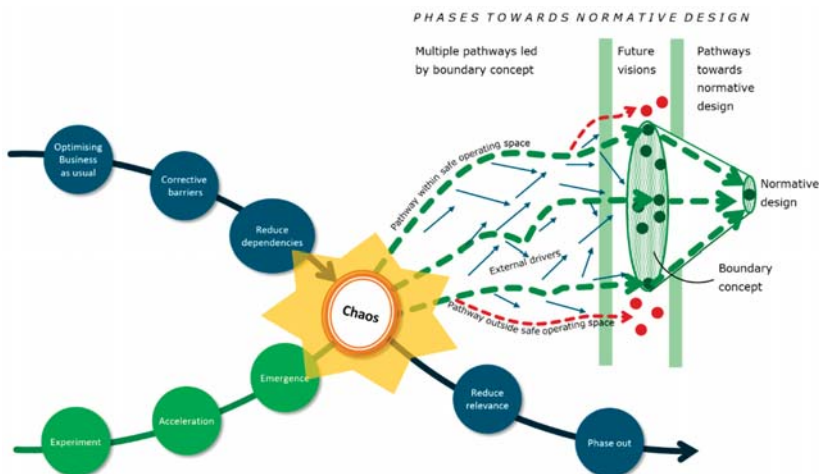 PHASES TOWARDS NORMATIVE DESIGN
Multiple pathways led
by boundary concept
Future
visions
Pathways
towards
normative
design
Optimising
Business
as usual
Corrective
barriers
Reduce
dependencies
Chaos
Pathway within safe operating space
External drivers
Pathway outside safe operating space
Normative
design
Boundary
concept
Emergence
Acceleration
Experiment
Reduce
relevance
Phase out